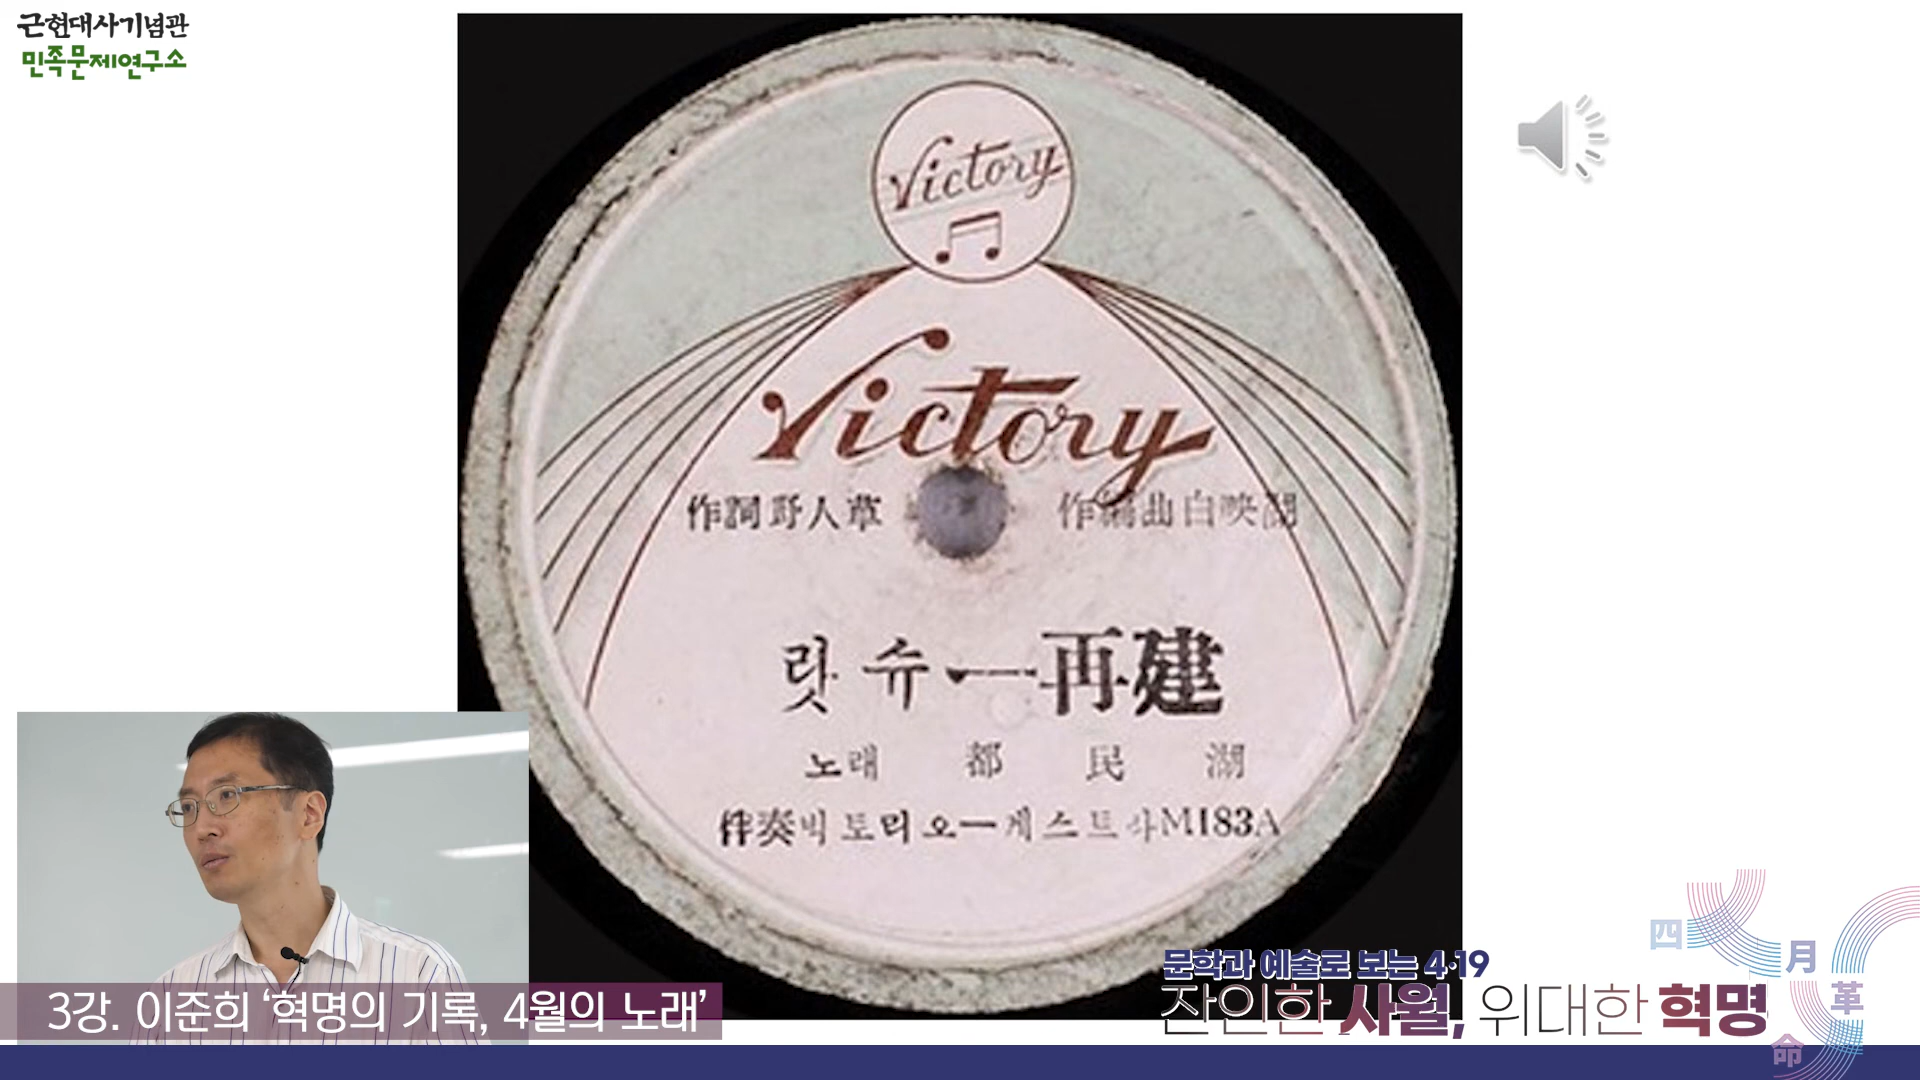 근현대사기념관
민족문제연구소
Victory
Victory
作詞野人草
作編曲白映湖
랏슈ー再建
노래 都民湖
伴奏빅토리오ー케스트라M183A
3강. 이준희 ‘혁명의 기록, 4월의 노래’
문학과 예술로 보는 4·19
잔인한 사월, 위대한 혁명
四月革命